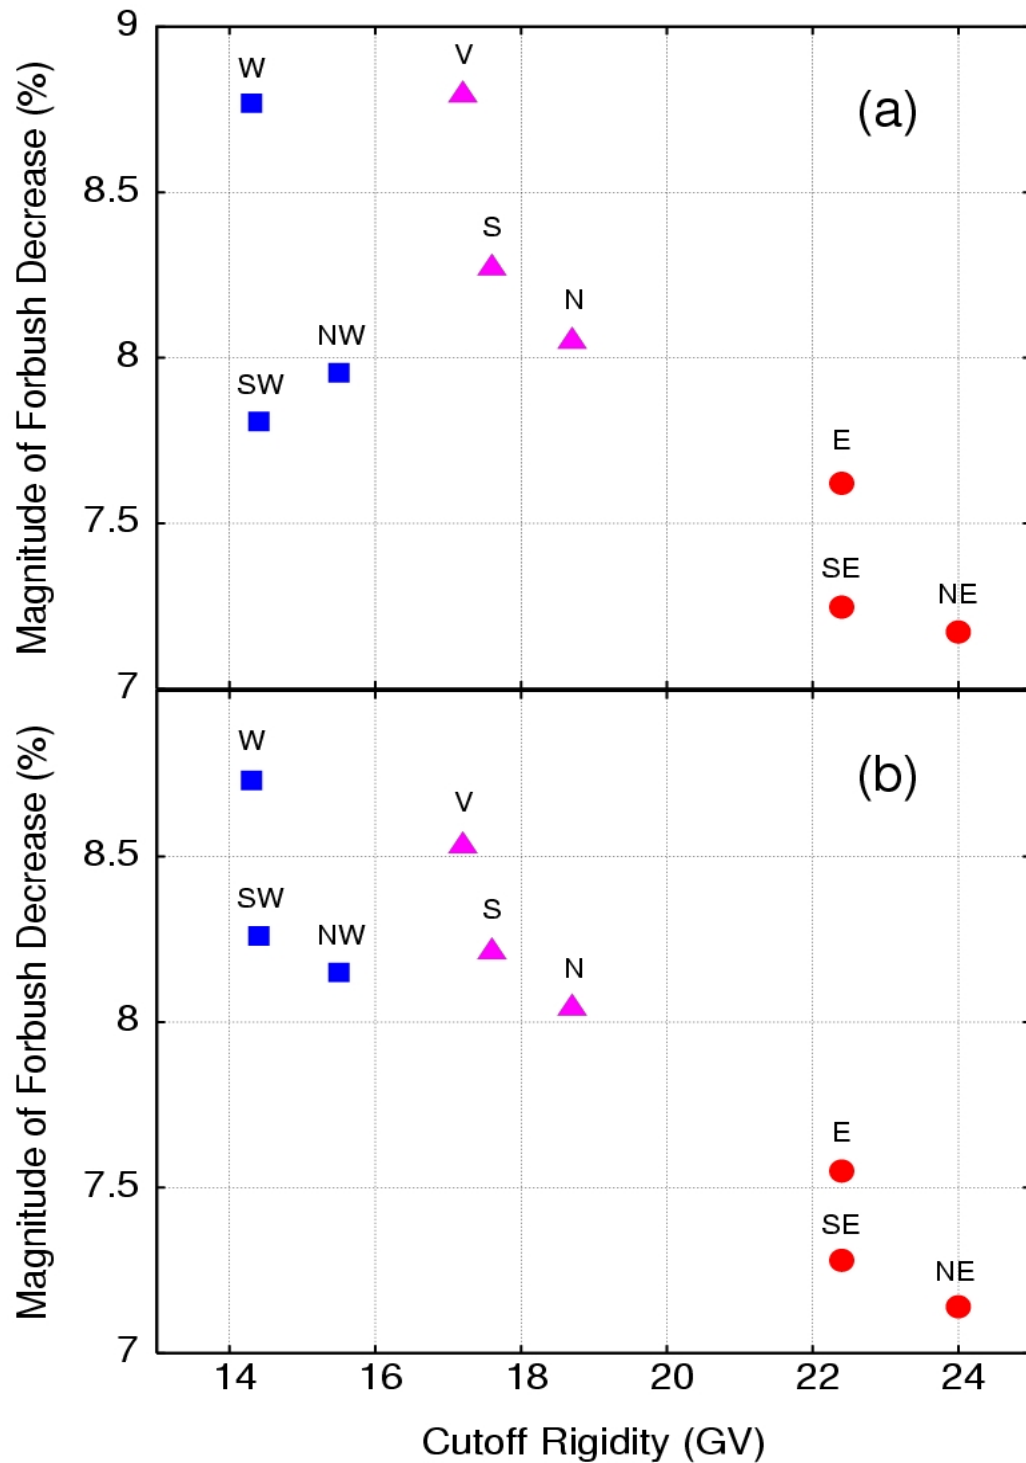 9
W
V
(a)
8.5
S
N
NW
8
SW
E
7.5
SE
NE
7
Magnitude of Forbush Decrease (%)
W
(b)
V
8.5
SW
S
NW
N
8
E
7.5
SE
NE
7
Magnitude of Forbush Decrease (%)
14 16 18 20 22 24
Cutoff Rigidity (GV)